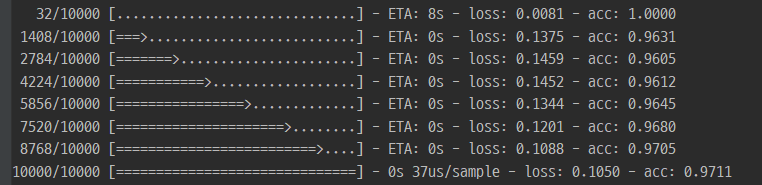 32/10000 [..............................] - ETA: 8s - loss: 0.0081 - acc: 1.0000
1408/10000 [===>..........................] - ETA: 0s - loss: 0.1375 - acc: 0.9631
2784/10000 [=======>......................] - ETA: 0s - loss: 0.1459 - acc: 0.9605
4224/10000 [===========>..................] - ETA: 0s - loss: 0.1452 - acc: 0.9612
5856/10000 [================>.............] - ETA: 0s - loss: 0.1344 - acc: 0.9645
7520/10000 [=====================>........] - ETA: 0s - loss: 0.1201 - acc: 0.9680
8768/10000 [=========================>....] - ETA: 0s - loss: 0.1088 - acc: 0.9705
10000/10000 [==============================] - 0s 37us/sample - loss: 0.1050 - acc: 0.9711